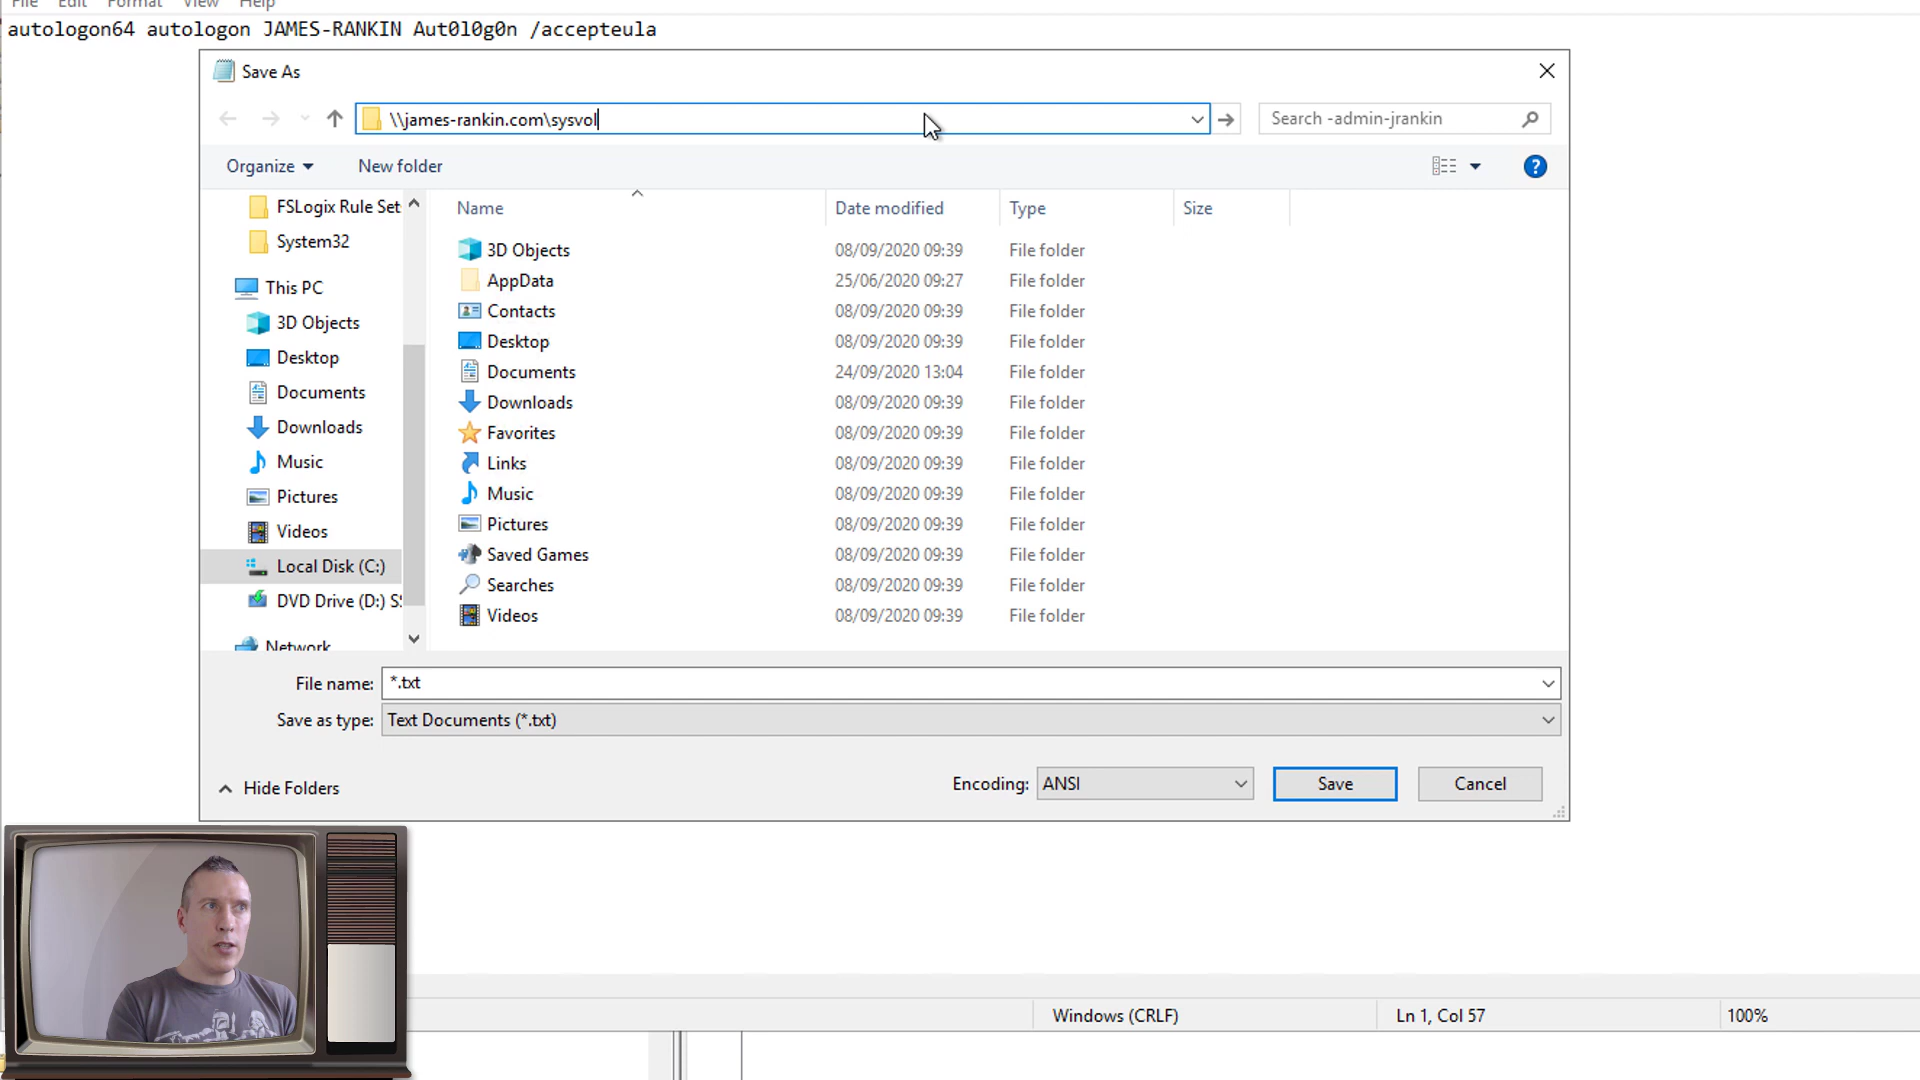 File Edit Format View Help
autologon64 autologon JAMES-RANKIN Aut0l0g0n /accepteula
Save As
\\james-rankin.com\sysvol
Search -admin-jrankin
Organize
New folder
?
FSLogix Rule Set
System32
This PC
3D Objects
Desktop
Documents
Downloads
Music
Pictures
Videos
Local Disk (C:)
DVD Drive (D:) S
Network
Name Date modified Type Size
3D Objects 08/09/2020 09:39 File folder
AppData 25/06/2020 09:27 File folder
Contacts 08/09/2020 09:39 File folder
Desktop 08/09/2020 09:39 File folder
Documents 24/09/2020 13:04 File folder
Downloads 08/09/2020 09:39 File folder
Favorites 08/09/2020 09:39 File folder
Links 08/09/2020 09:39 File folder
Music 08/09/2020 09:39 File folder
Pictures 08/09/2020 09:39 File folder
Saved Games 08/09/2020 09:39 File folder
Searches 08/09/2020 09:39 File folder
Videos 08/09/2020 09:39 File folder
File name: *.txt
Save as type: Text Documents (*.txt)
Hide Folders
Encoding: ANSI
Save
Cancel
Windows (CRLF) Ln 1, Col 57 100%